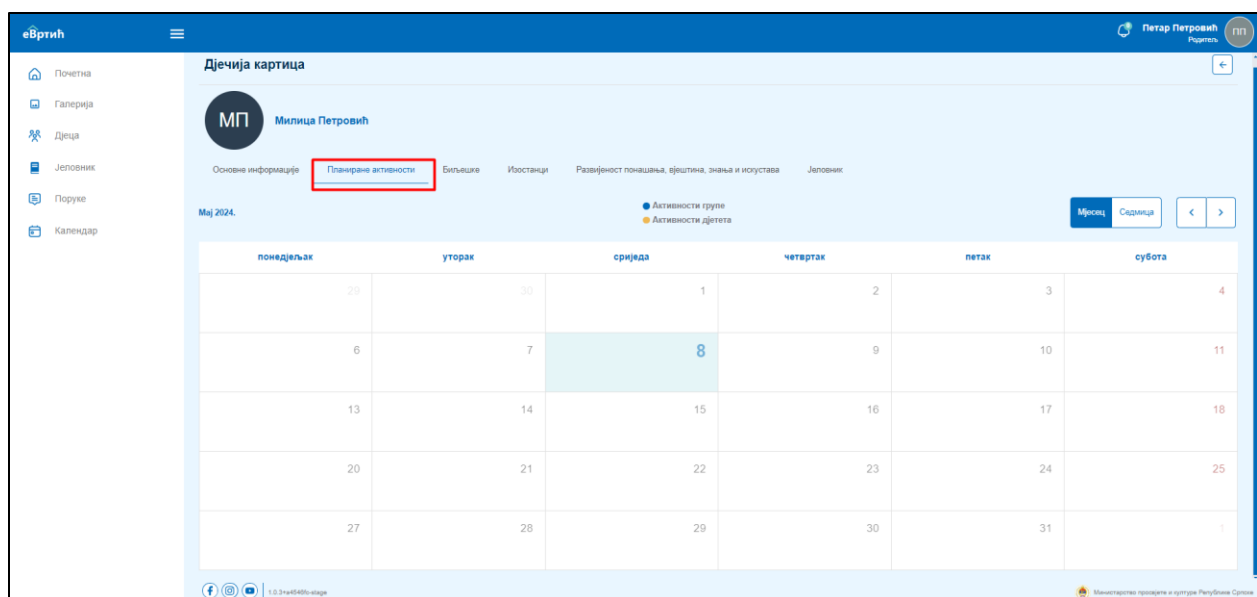 еВртић
Петар Петровић
Родитељ
ПП
Почетна
Галерија
Дјеца
Јеловник
Поруке
Календар
Дјечија картица
МП
Милица Петровић
Основне информације Планиране активности Биљешке Изостанци Развијеност понашања, вјештина, знања и искустава Јеловник
Мај 2024.
Активности групе
Активности дјетета
Мјесец Седмица
понедјељак уторак сриједа четвртак петак субота
29 30 1 2 3 4
6 7 8 9 10 11
13 14 15 16 17 18
20 21 22 23 24 25
27 28 29 30 31 1
Министарство просвјете и културе Републике Српске